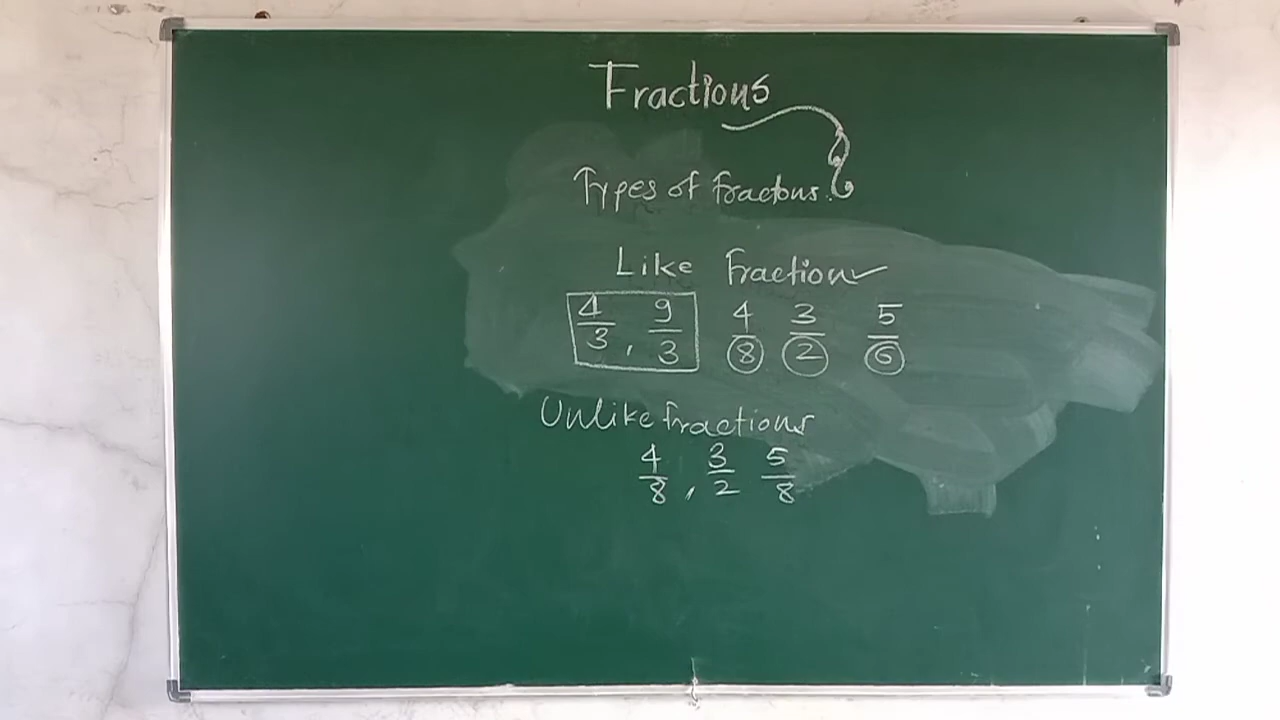 Fractions
Types of fractons.
Like fractions
4/3, 9/3 4/8 3/2 5/6
Unlike fractions
4/8, 3/2 5/8